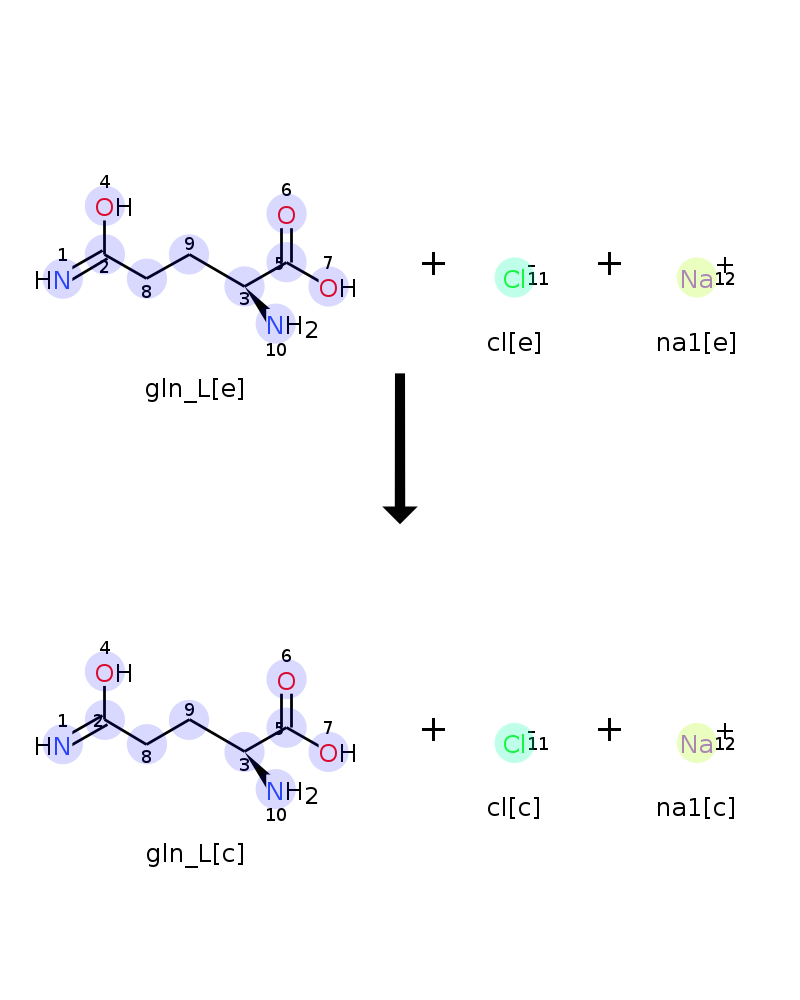 4
OH
6
O
1
HN
2
9
5
7
OH
8
3
NH2
10
+
Cl-
11
+
Na+
12
gln_L[e]
cl[e]
na1[e]
4
OH
6
O
1
HN
2
9
5
7
OH
8
3
NH2
10
+
Cl-
11
+
Na+
12
gln_L[c]
cl[c]
na1[c]